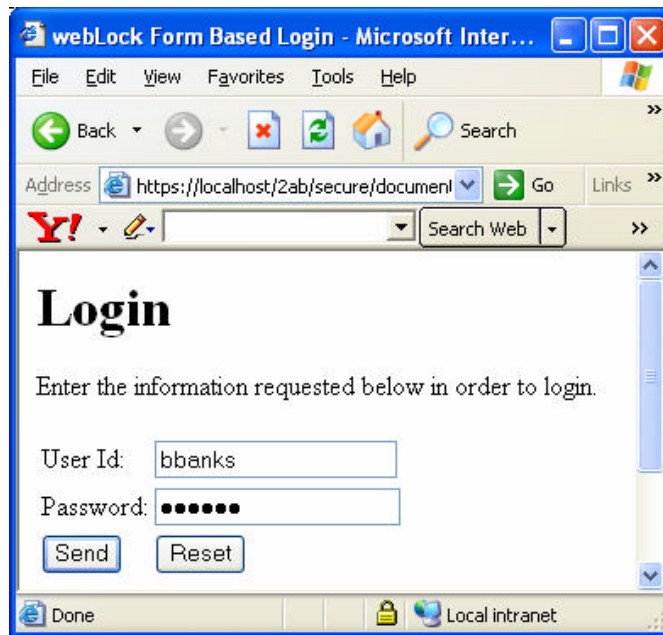 webLock Form Based Login - Microsoft Inter...
File Edit View Favorites Tools Help
Back Search »
Address https://localhost/2ab/secure/document Go Links »
Y! Search Web »
Login
Enter the information requested below in order to login.
User Id: bbanks
Password: ●●●●●●
Send Reset
Done Local intranet